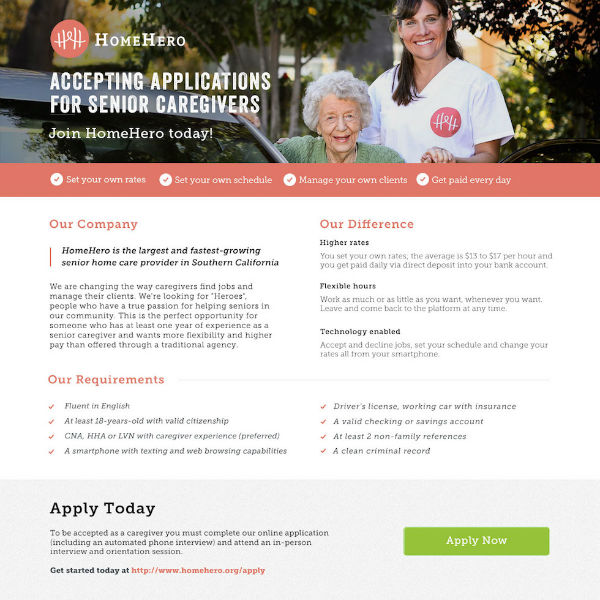 HOMEHERO
ACCEPTING APPLICATIONS
FOR SENIOR CAREGIVERS
Join HomeHero today!
Set your own rates
Set your own schedule
Manage your own clients
Get paid every day
Our Company
HomeHero is the largest and fastest-growing
senior home care provider in Southern California
We are changing the way caregivers find jobs and
manage their clients. We're looking for "Heroes",
people who have a true passion for helping seniors in
our community. This is the perfect opportunity for
someone who has at least one year of experience as a
senior caregiver and wants more flexibility and higher
pay than offered through a traditional agency.
Our Difference
Higher rates
You set your own rates, the average is $13 to $17 per hour and
you get paid daily via direct deposit into your bank account.
Flexible hours
Work as much or as little as you want, whenever you want.
Leave and come back to the platform at any time.
Technology enabled
Accept and decline jobs, set your schedule and change your
rates all from your smartphone.
Our Requirements
Fluent in English
At least 18-years-old with valid citizenship
CNA, HHA or LVN with caregiver experience (preferred)
A smartphone with texting and web browsing capabilities
Driver's license, working car with insurance
A valid checking or savings account
At least 2 non-family references
A clean criminal record
Apply Today
To be accepted as a caregiver you must complete our online application
(including an automated phone interview) and attend an in-person
interview and orientation session.
Get started today at http://www.homehero.org/apply
Apply Now